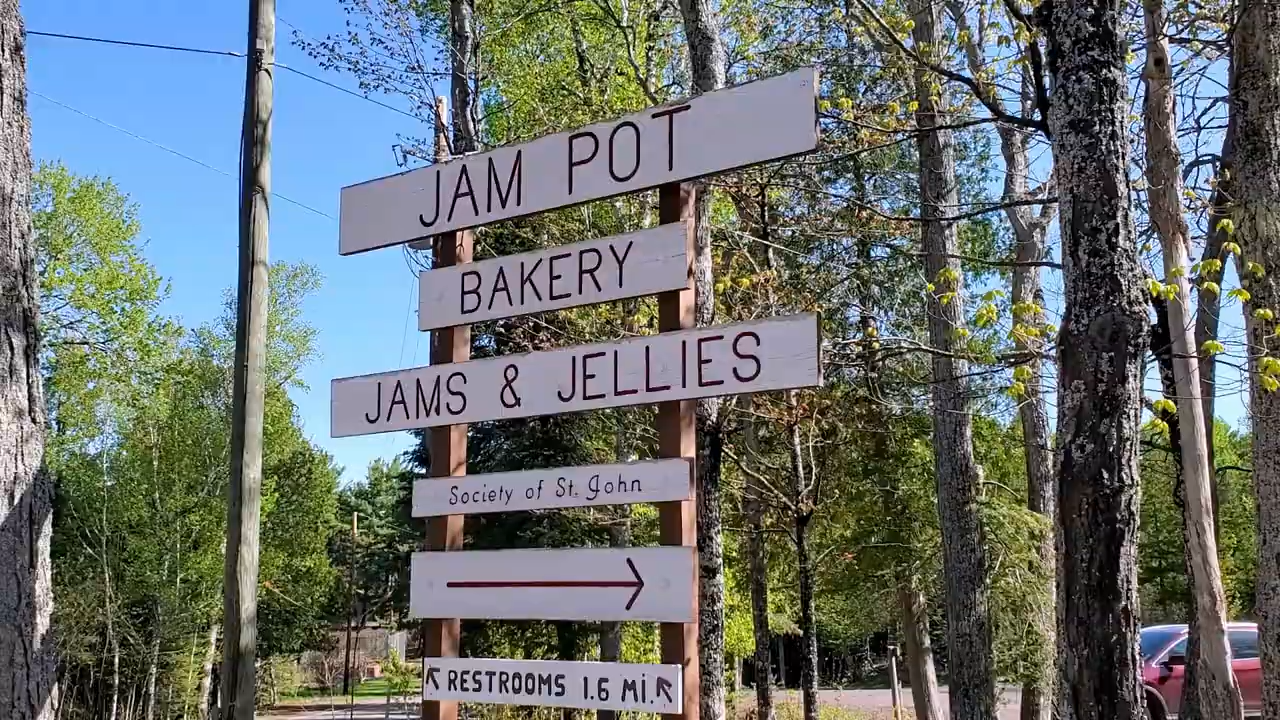 JAM POT
BAKERY
JAMS & JELLIES
Society of St. John
→
↖ RESTROOMS 1.6 Mi. ↖